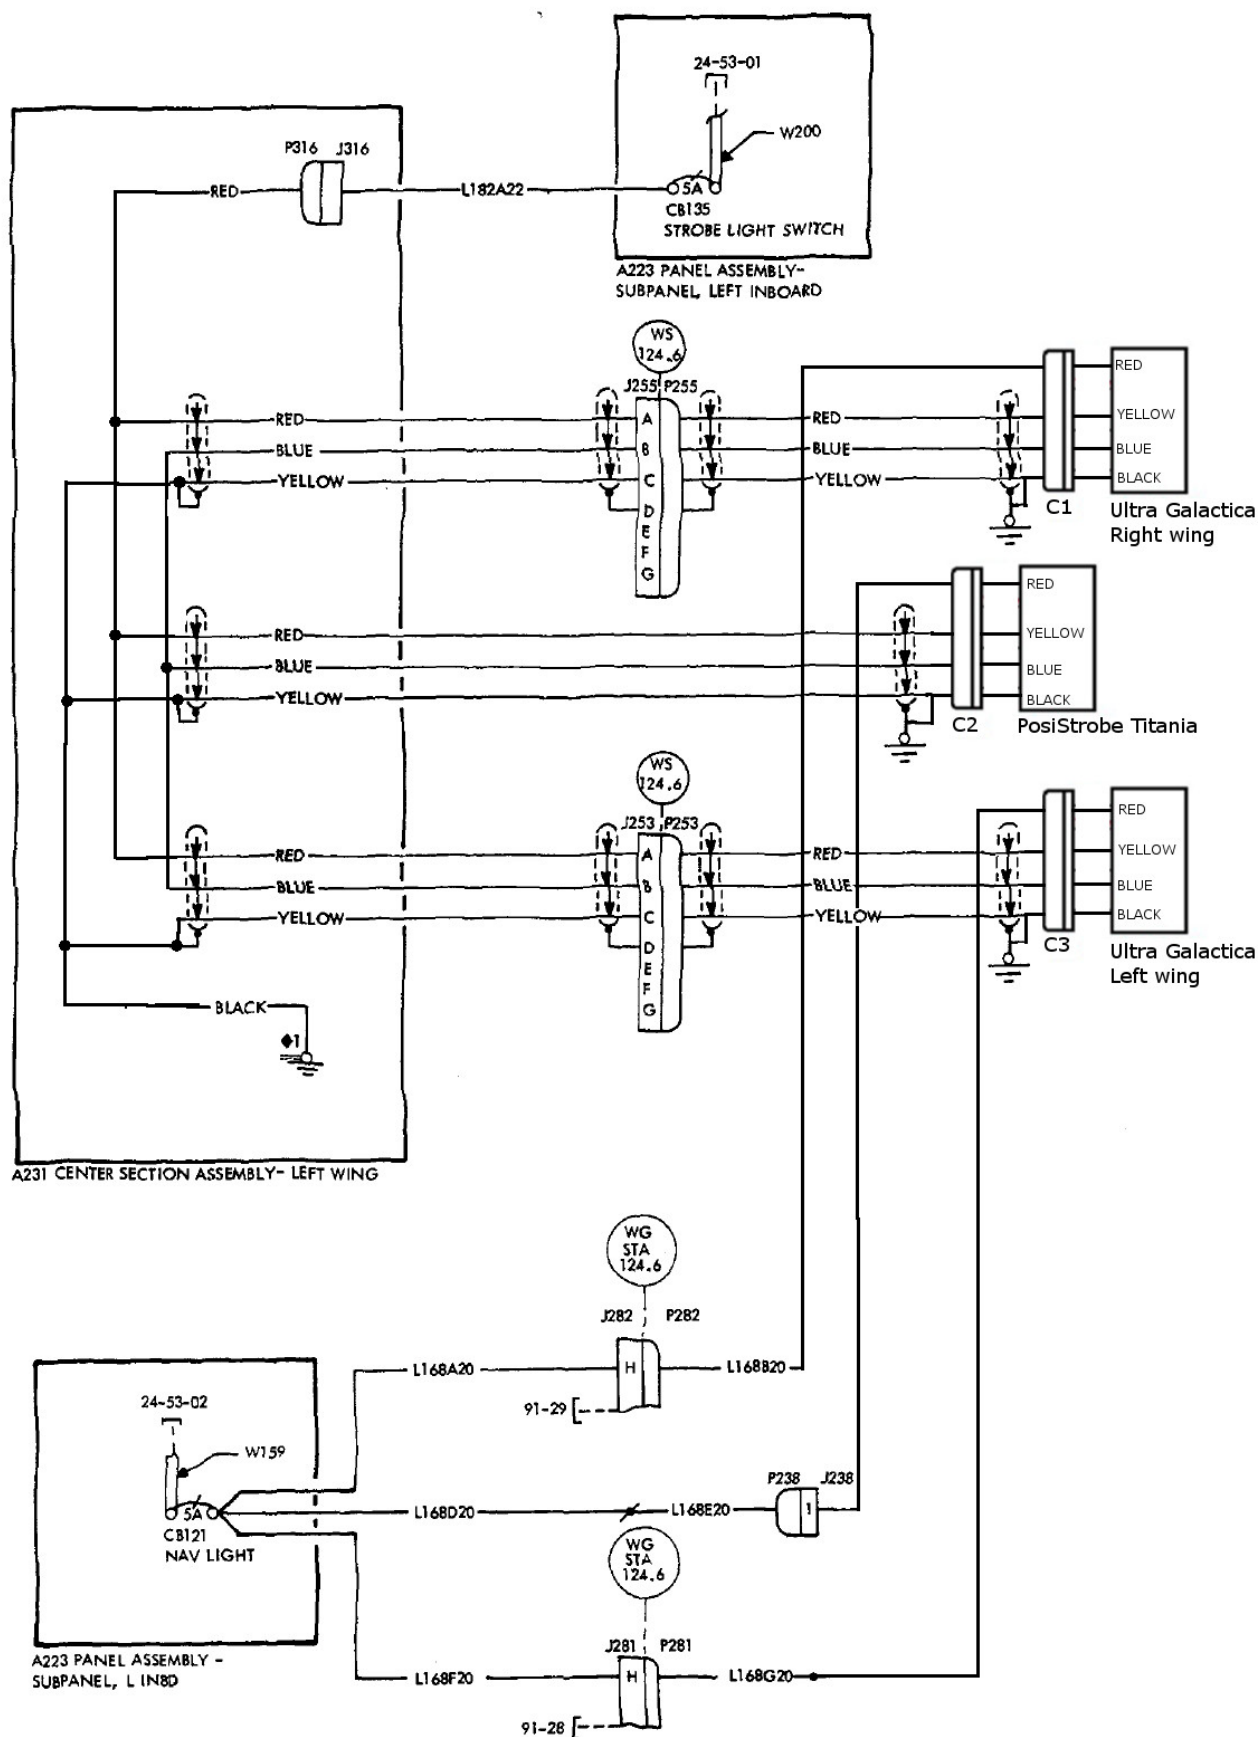 24-53-01
W200
5A
CB135
STROBE LIGHT SWITCH
A223 PANEL ASSEMBLY-
SUBPANEL, LEFT INBOARD
P316 J316
RED
L182A22
WS
124.6
J255 P255
RED
BLUE
YELLOW
A
B
C
D
E
F
G
RED
BLUE
YELLOW
C1
RED
YELLOW
BLUE
BLACK
Ultra Galactica
Right wing
RED
BLUE
YELLOW
C2
RED
YELLOW
BLUE
BLACK
PosiStrobe Titania
WS
124.6
J253 P253
RED
BLUE
YELLOW
A
B
C
D
E
F
G
RED
BLUE
YELLOW
C3
RED
YELLOW
BLUE
BLACK
Ultra Galactica
Left wing
BLACK
◆1
A231 CENTER SECTION ASSEMBLY- LEFT WING
WG
STA
124.6
J282 P282
L168A20
H
L168B20
91-29
24-53-02
W159
5A
CB121
NAV LIGHT
L168D20
L168E20
P238 J238
1
WG
STA
124.6
J281 P281
A223 PANEL ASSEMBLY -
SUBPANEL, L INBD
L168F20
H
L168G20
91-28